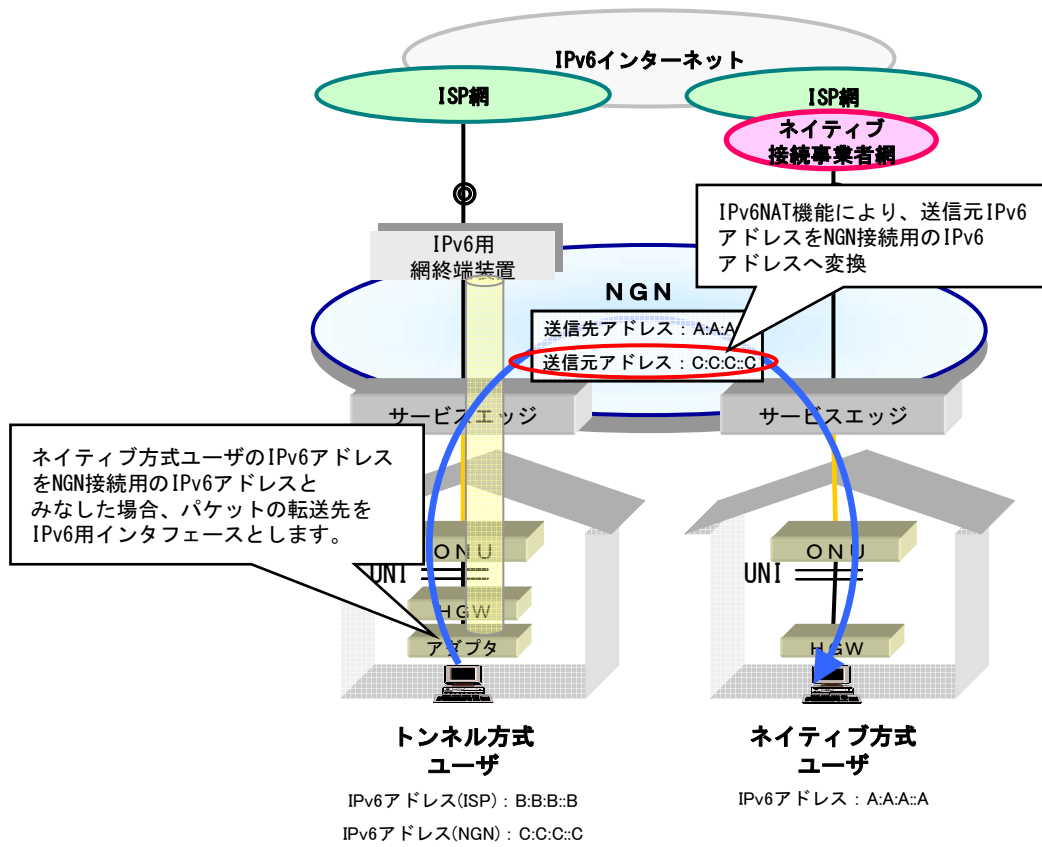 IPv6インターネット
ISP網
ISP網
ネイティブ
接続事業者網
IPv6NAT機能により、送信元IPv6
アドレスをNGN接続用のIPv6
アドレスへ変換
IPv6用
網終端装置
NGN
送信先アドレス：A:A:A
送信元アドレス：C:C:C::C
サービスエッジ
サービスエッジ
ネイティブ方式ユーザのIPv6アドレス
をNGN接続用のIPv6アドレスと
みなした場合、パケットの転送先を
IPv6用インタフェースとします。
ONU
ONU
UNI
UNI
HGW
アダプタ
HGW
トンネル方式
ユーザ
ネイティブ方式
ユーザ
IPv6アドレス(ISP)：B:B:B::B
IPv6アドレス：A:A:A::A
IPv6アドレス(NGN)：C:C:C::C